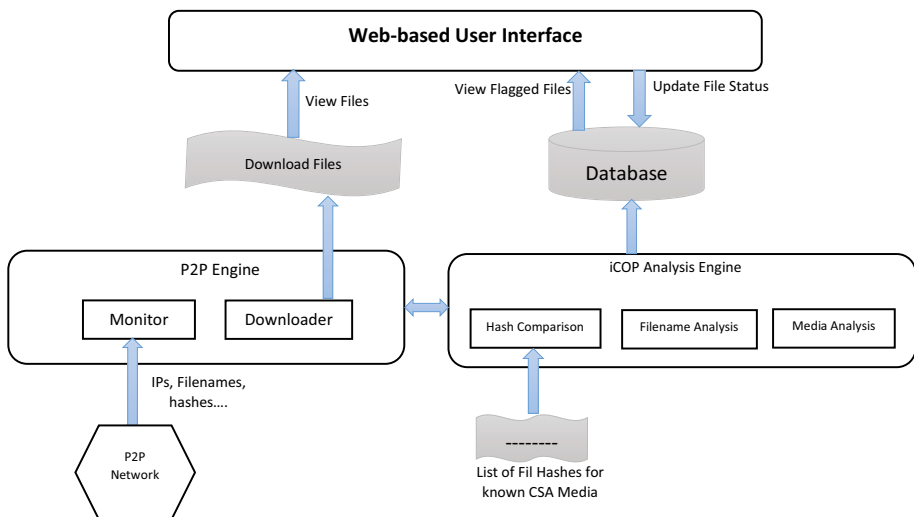 Web-based User Interface
View Files
View Flagged Files
Update File Status
Download Files
Database
P2P Engine
iCOP Analysis Engine
Monitor
Downloader
Hash Comparison
Filename Analysis
Media Analysis
IPs, Filenames,
hashes....
P2P
Network
--------
List of Fil Hashes for
known CSA Media